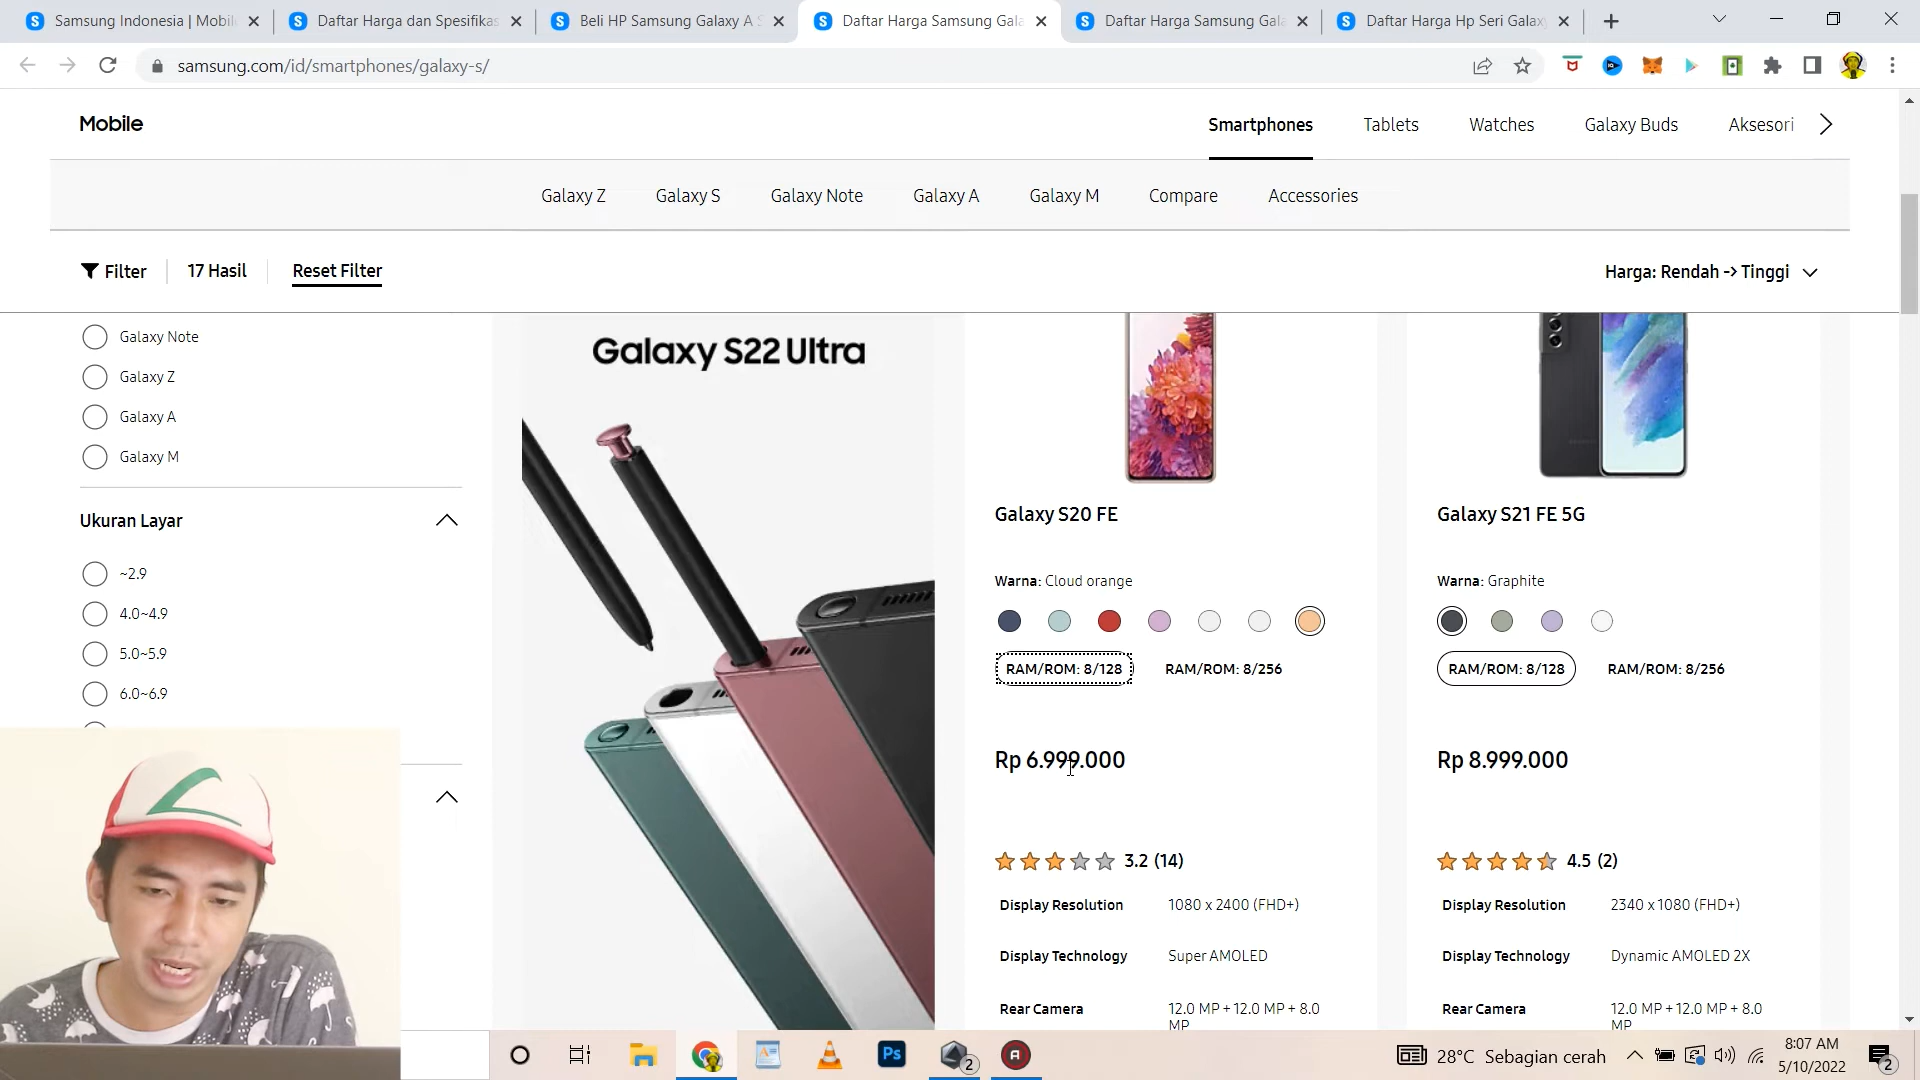 Samsung Indonesia | Mobile
Daftar Harga dan Spesifikas
Beli HP Samsung Galaxy A S
Daftar Harga Samsung Gala
Daftar Harga Samsung Gala
Daftar Harga Hp Seri Galaxy
samsung.com/id/smartphones/galaxy-s/
Mobile
Smartphones
Tablets
Watches
Galaxy Buds
Aksesori
Galaxy Z
Galaxy S
Galaxy Note
Galaxy A
Galaxy M
Compare
Accessories
Filter
17 Hasil
Reset Filter
Harga: Rendah -> Tinggi
Galaxy Note
Galaxy Z
Galaxy A
Galaxy M
Ukuran Layar
~2.9
4.0~4.9
5.0~5.9
6.0~6.9
Galaxy S22 Ultra
Galaxy S20 FE
Warna: Cloud orange
RAM/ROM: 8/128
RAM/ROM: 8/256
Rp 6.999.000
3.2 (14)
Display Resolution
1080 x 2400 (FHD+)
Display Technology
Super AMOLED
Rear Camera
12.0 MP + 12.0 MP + 8.0
MP
Galaxy S21 FE 5G
Warna: Graphite
RAM/ROM: 8/128
RAM/ROM: 8/256
Rp 8.999.000
4.5 (2)
Display Resolution
2340 x 1080 (FHD+)
Display Technology
Dynamic AMOLED 2X
Rear Camera
12.0 MP + 12.0 MP + 8.0
MP
Ps
2
28°C Sebagian cerah
8:07 AM
5/10/2022
2